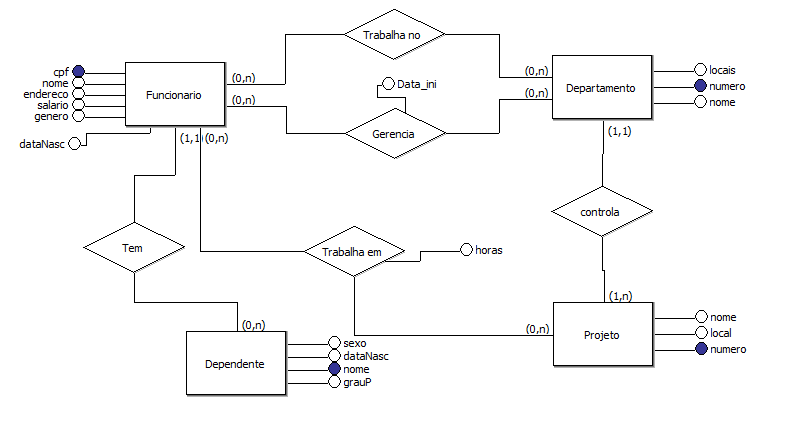 Trabalha no
cpf
nome
endereco
salario
genero
dataNasc
Funcionario
(0,n)
(0,n)
(1,1)
(0,n)
Data_ini
Gerencia
(0,n)
(0,n)
Departamento
locais
numero
nome
(1,1)
controla
(1,n)
Tem
Trabalha em
horas
(0,n)
Dependente
sexo
dataNasc
nome
grauP
(0,n)
Projeto
nome
local
numero